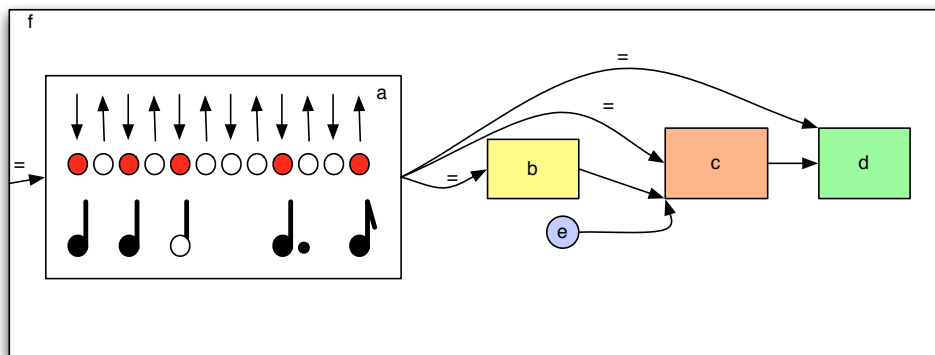 f
=
a
=
=
=
b
c
d
e